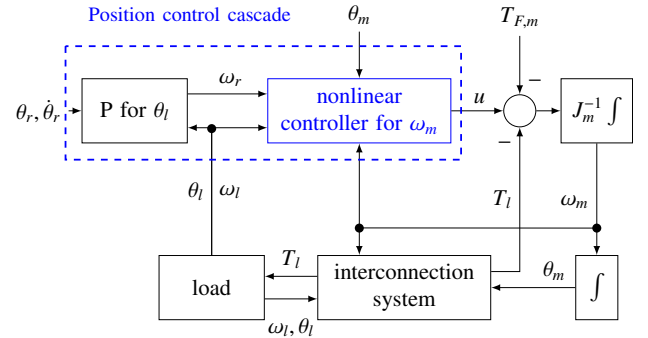 Position control cascade
θ_m
T_{F,m}
θ_r, θ̇_r
P for θ_l
ω_r
nonlinear
controller for ω_m
u
−
−
J_m^{-1} ∫
θ_l
ω_l
T_l
ω_m
load
T_l
ω_l, θ_l
interconnection
system
θ_m
∫